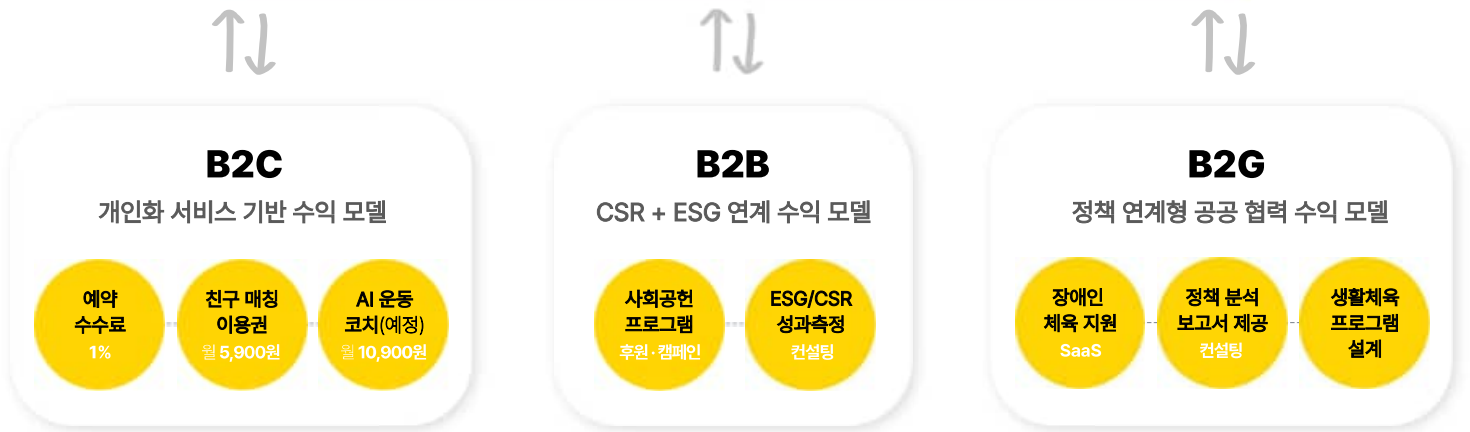 B2C
개인화 서비스 기반 수익 모델
예약
수수료
1%
친구 매칭
이용권
월 5,900원
AI 운동
코치(예정)
월 10,900원
B2B
CSR + ESG 연계 수익 모델
사회공헌
프로그램
후원·캠페인
ESG/CSR
성과측정
컨설팅
B2G
정책 연계형 공공 협력 수익 모델
장애인
체육 지원
SaaS
정책 분석
보고서 제공
컨설팅
생활체육
프로그램
설계